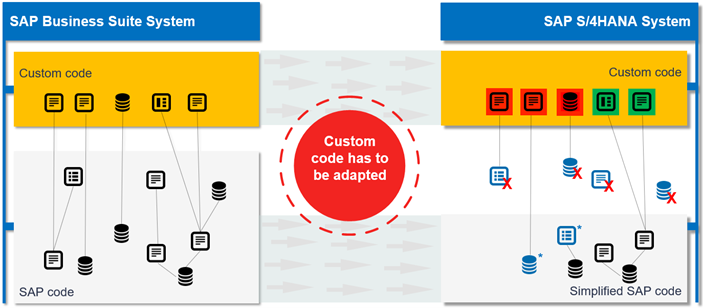 SAP Business Suite System
SAP S/4HANA System
Custom code
Custom code
Custom
code has to
be adapted
X
X
X
X
*
*
SAP code
Simplified SAP code